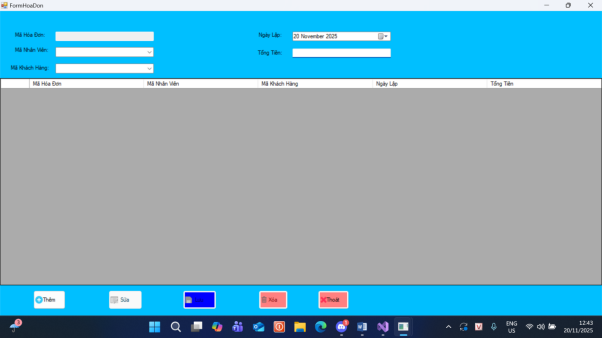 FormHoaDon
Mã Hóa Đơn:
Ngày Lập:
20 November 2025
Mã Nhân Viên:
Tổng Tiền:
Mã Khách Hàng:
Mã Hóa Đơn Mã Nhân Viên Mã Khách Hàng Ngày Lập Tổng Tiền
Thêm Sửa Xóa Thoát
ENG
US
12:43
20/11/2025